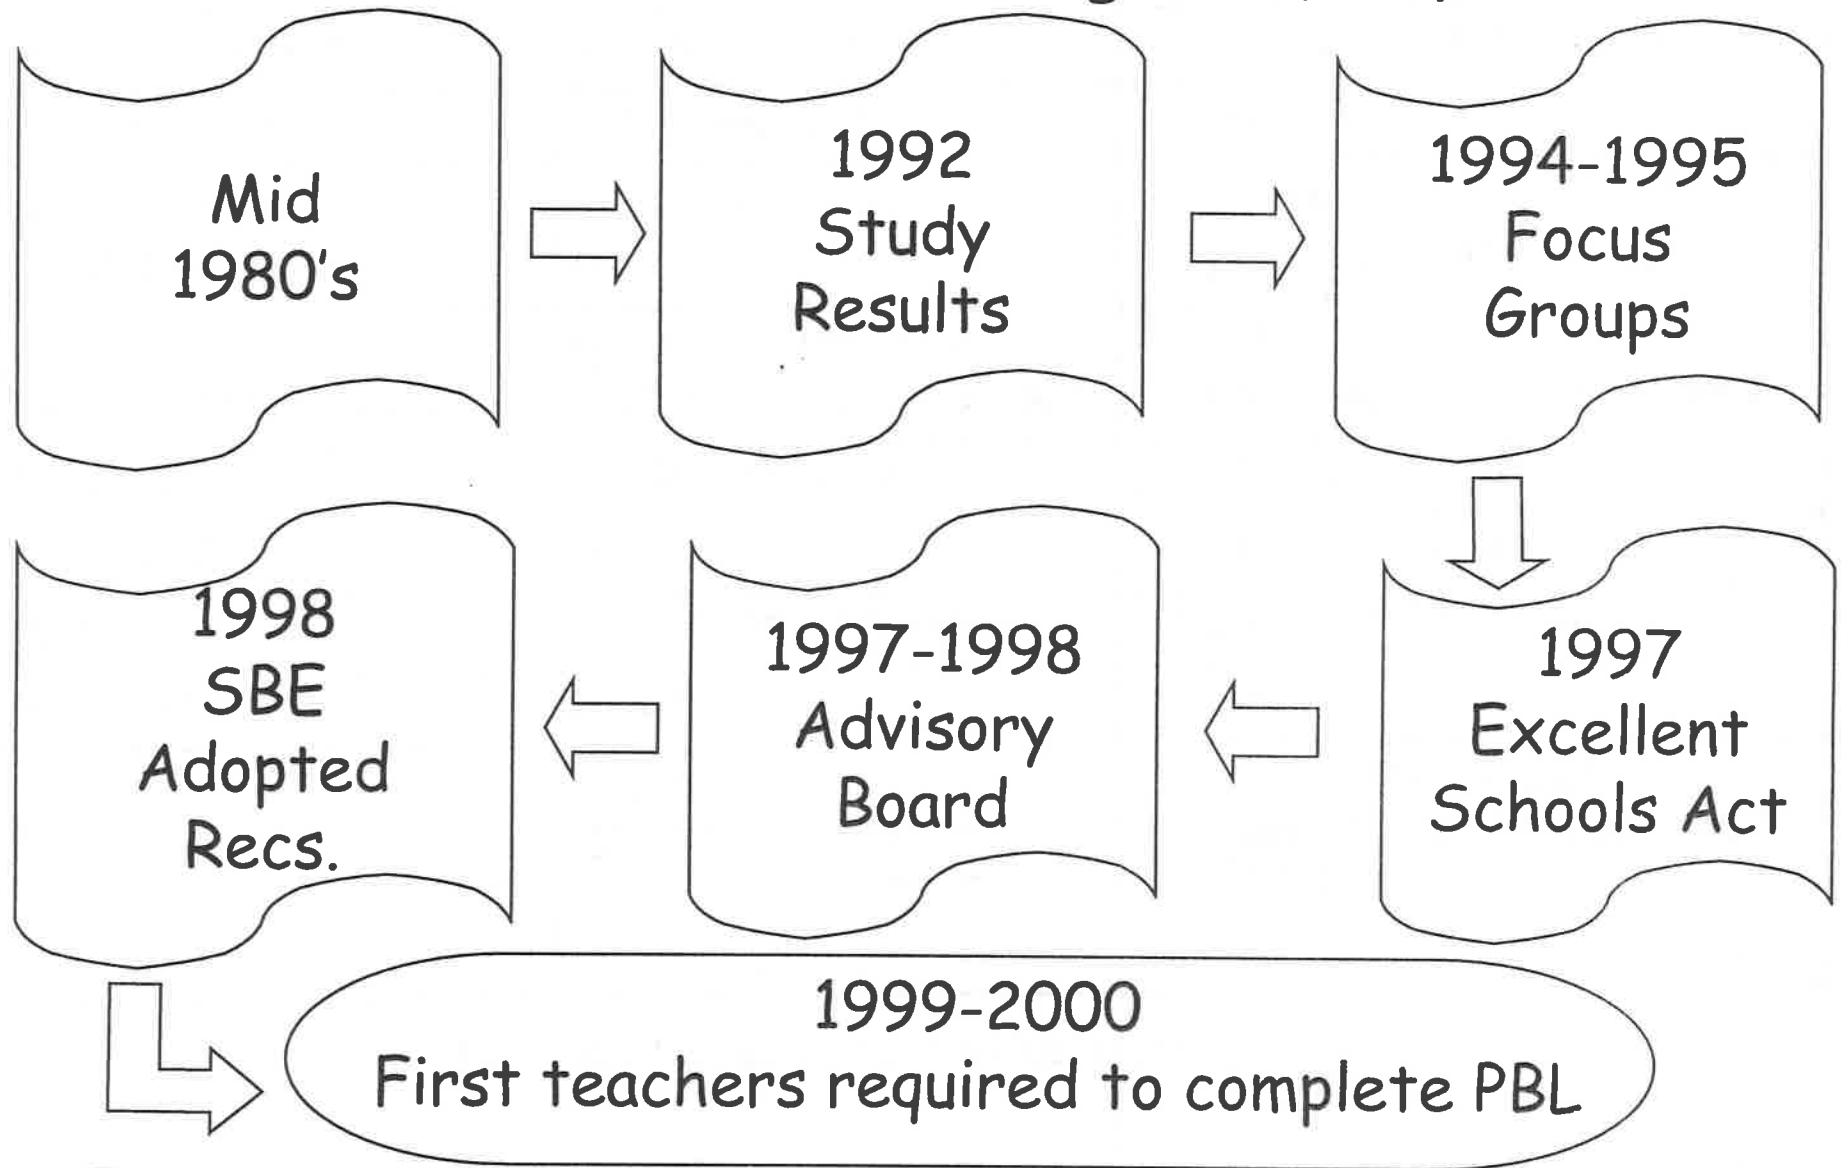 Mid
1980's
1992
Study
Results
1994-1995
Focus
Groups
1997
Excellent
Schools Act
1997-1998
Advisory
Board
1998
SBE
Adopted
Recs.
1999-2000
First teachers required to complete PBL